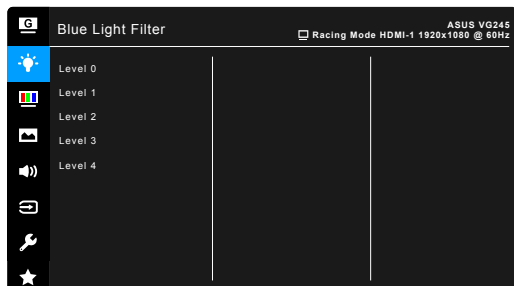 G
Blue Light Filter
ASUS VG245
Racing Mode HDMI-1 1920x1080 @ 60Hz
Level 0
Level 1
Level 2
Level 3
Level 4